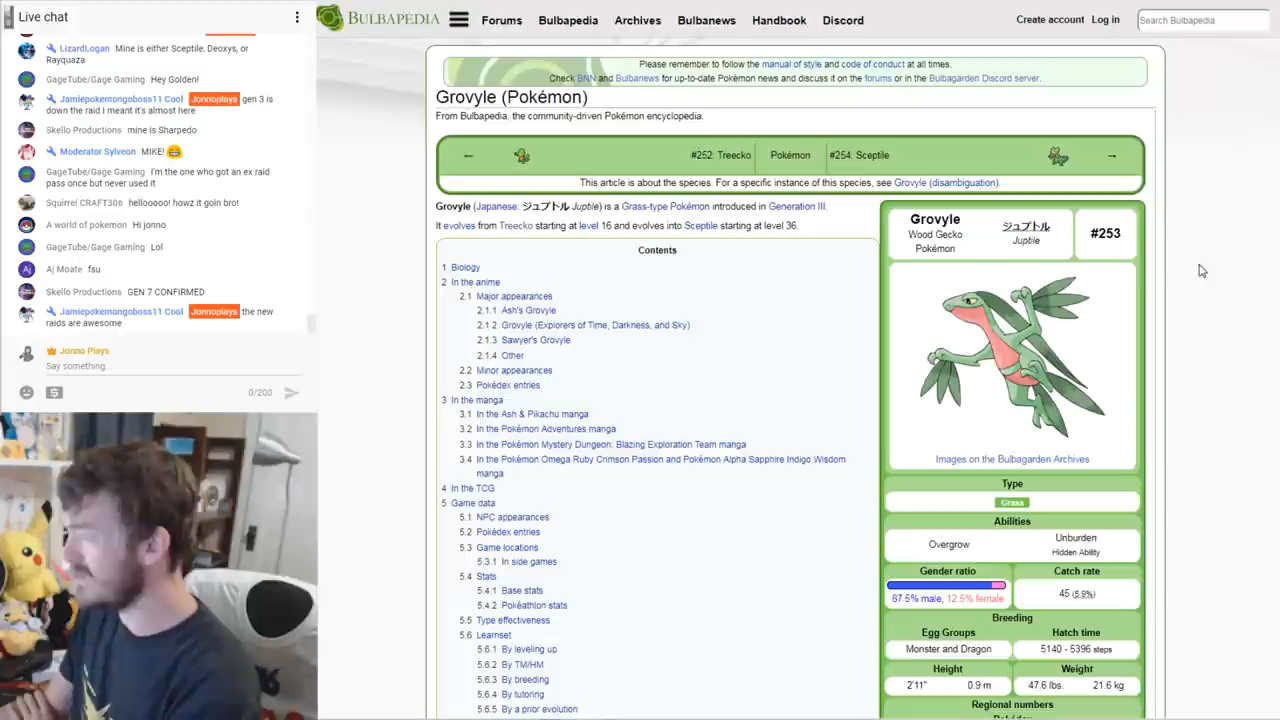 Live chat
LizardLogan Mine is either Sceptile, Deoxys, or
Rayquaza
GageTube/Gage Gaming Hey Golden!
Jamiepokemongoboss11 Cool Jonnoplays gen 3 is
down the raid I meant it's almost here
Skello Productions mine is Sharpedo
Moderator Sylveon MIKE!
GageTube/Gage Gaming I'm the one who got an ex raid
pass once but never used it
Squirrel CRAFT306 hellooooo! howz it goin bro!
A world of pokemon Hi jonno
GageTube/Gage Gaming Lol
Aj Moate fsu
Skello Productions GEN 7 CONFIRMED
Jamiepokemongoboss11 Cool Jonnoplays the new
raids are awesome
Jonno Plays
Say something...
0/200
BULBAPEDIA Forums Bulbapedia Archives Bulbanews Handbook Discord
Create account Log in Search Bulbapedia
Please remember to follow the manual of style and code of conduct at all times.
Check BNN and Bulbanews for up-to-date Pokémon news and discuss it on the forums or in the Bulbagarden Discord server.
Grovyle (Pokémon)
From Bulbapedia, the community-driven Pokémon encyclopedia.
← #252: Treecko Pokémon #254: Sceptile →
This article is about the species. For a specific instance of this species, see Grovyle (disambiguation).
Grovyle (Japanese: ジュプトル Juptile) is a Grass-type Pokémon introduced in Generation III.
It evolves from Treecko starting at level 16 and evolves into Sceptile starting at level 36.
Contents
1 Biology
2 In the anime
2.1 Major appearances
2.1.1 Ash's Grovyle
2.1.2 Grovyle (Explorers of Time, Darkness, and Sky)
2.1.3 Sawyer's Grovyle
2.1.4 Other
2.2 Minor appearances
2.3 Pokédex entries
3 In the manga
3.1 In the Ash & Pikachu manga
3.2 In the Pokémon Adventures manga
3.3 In the Pokémon Mystery Dungeon: Blazing Exploration Team manga
3.4 In the Pokémon Omega Ruby Crimson Passion and Pokémon Alpha Sapphire Indigo Wisdom
manga
4 In the TCG
5 Game data
5.1 NPC appearances
5.2 Pokédex entries
5.3 Game locations
5.3.1 In side games
5.4 Stats
5.4.1 Base stats
5.4.2 Pokéathlon stats
5.5 Type effectiveness
5.6 Learnset
5.6.1 By leveling up
5.6.2 By TM/HM
5.6.3 By breeding
5.6.4 By tutoring
5.6.5 By a prior evolution
Grovyle
Wood Gecko
Pokémon
ジュプトル
Juptile
#253
Images on the Bulbagarden Archives
Type
Grass
Abilities
Overgrow
Unburden
Hidden Ability
Gender ratio
87.5% male, 12.5% female
Catch rate
45 (5.9%)
Breeding
Egg Groups
Monster and Dragon
Hatch time
5140 - 5396 steps
Height
2'11" 0.9 m
Weight
47.6 lbs. 21.6 kg
Regional numbers